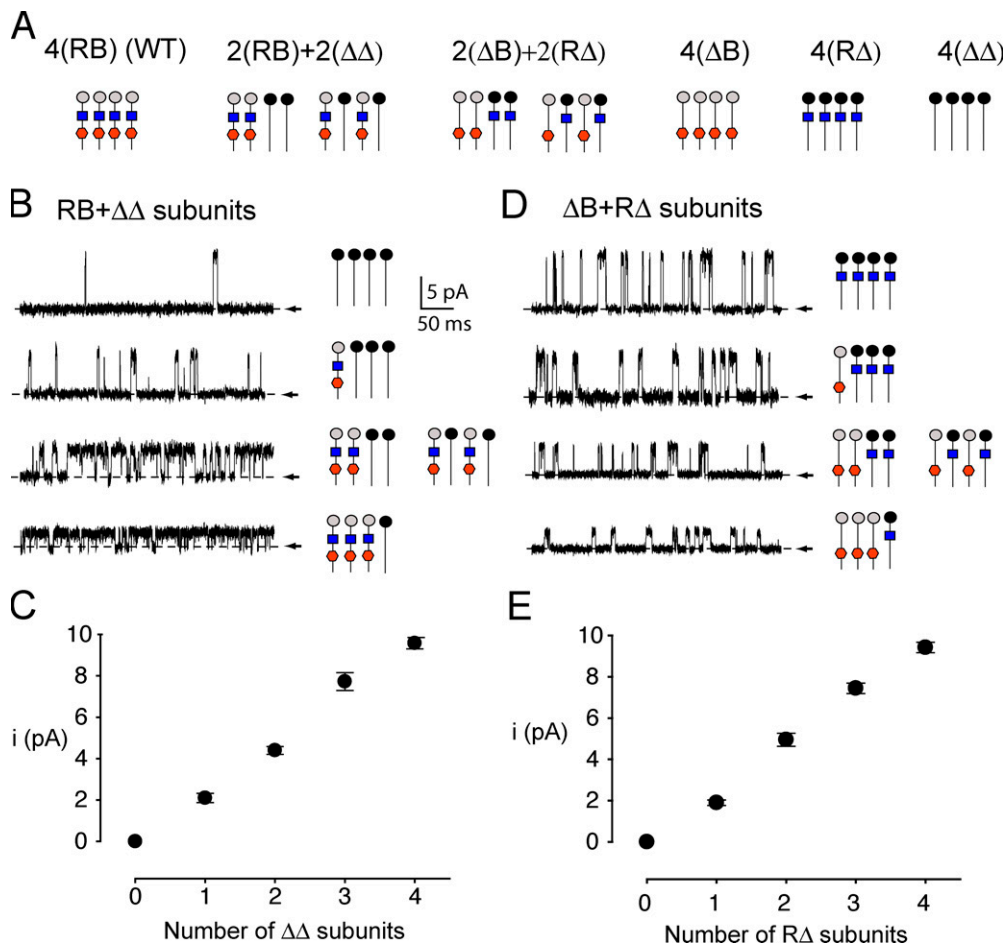 A
4(RB) (WT) 2(RB)+2(ΔΔ) 2(ΔB)+2(RΔ) 4(ΔB) 4(RΔ) 4(ΔΔ)
B RB+ΔΔ subunits
5 pA
50 ms
D ΔB+RΔ subunits
C
10
8
6
i (pA)
4
2
0
0 1 2 3 4
Number of ΔΔ subunits
E
10
8
6
i (pA)
4
2
0
0 1 2 3 4
Number of RΔ subunits